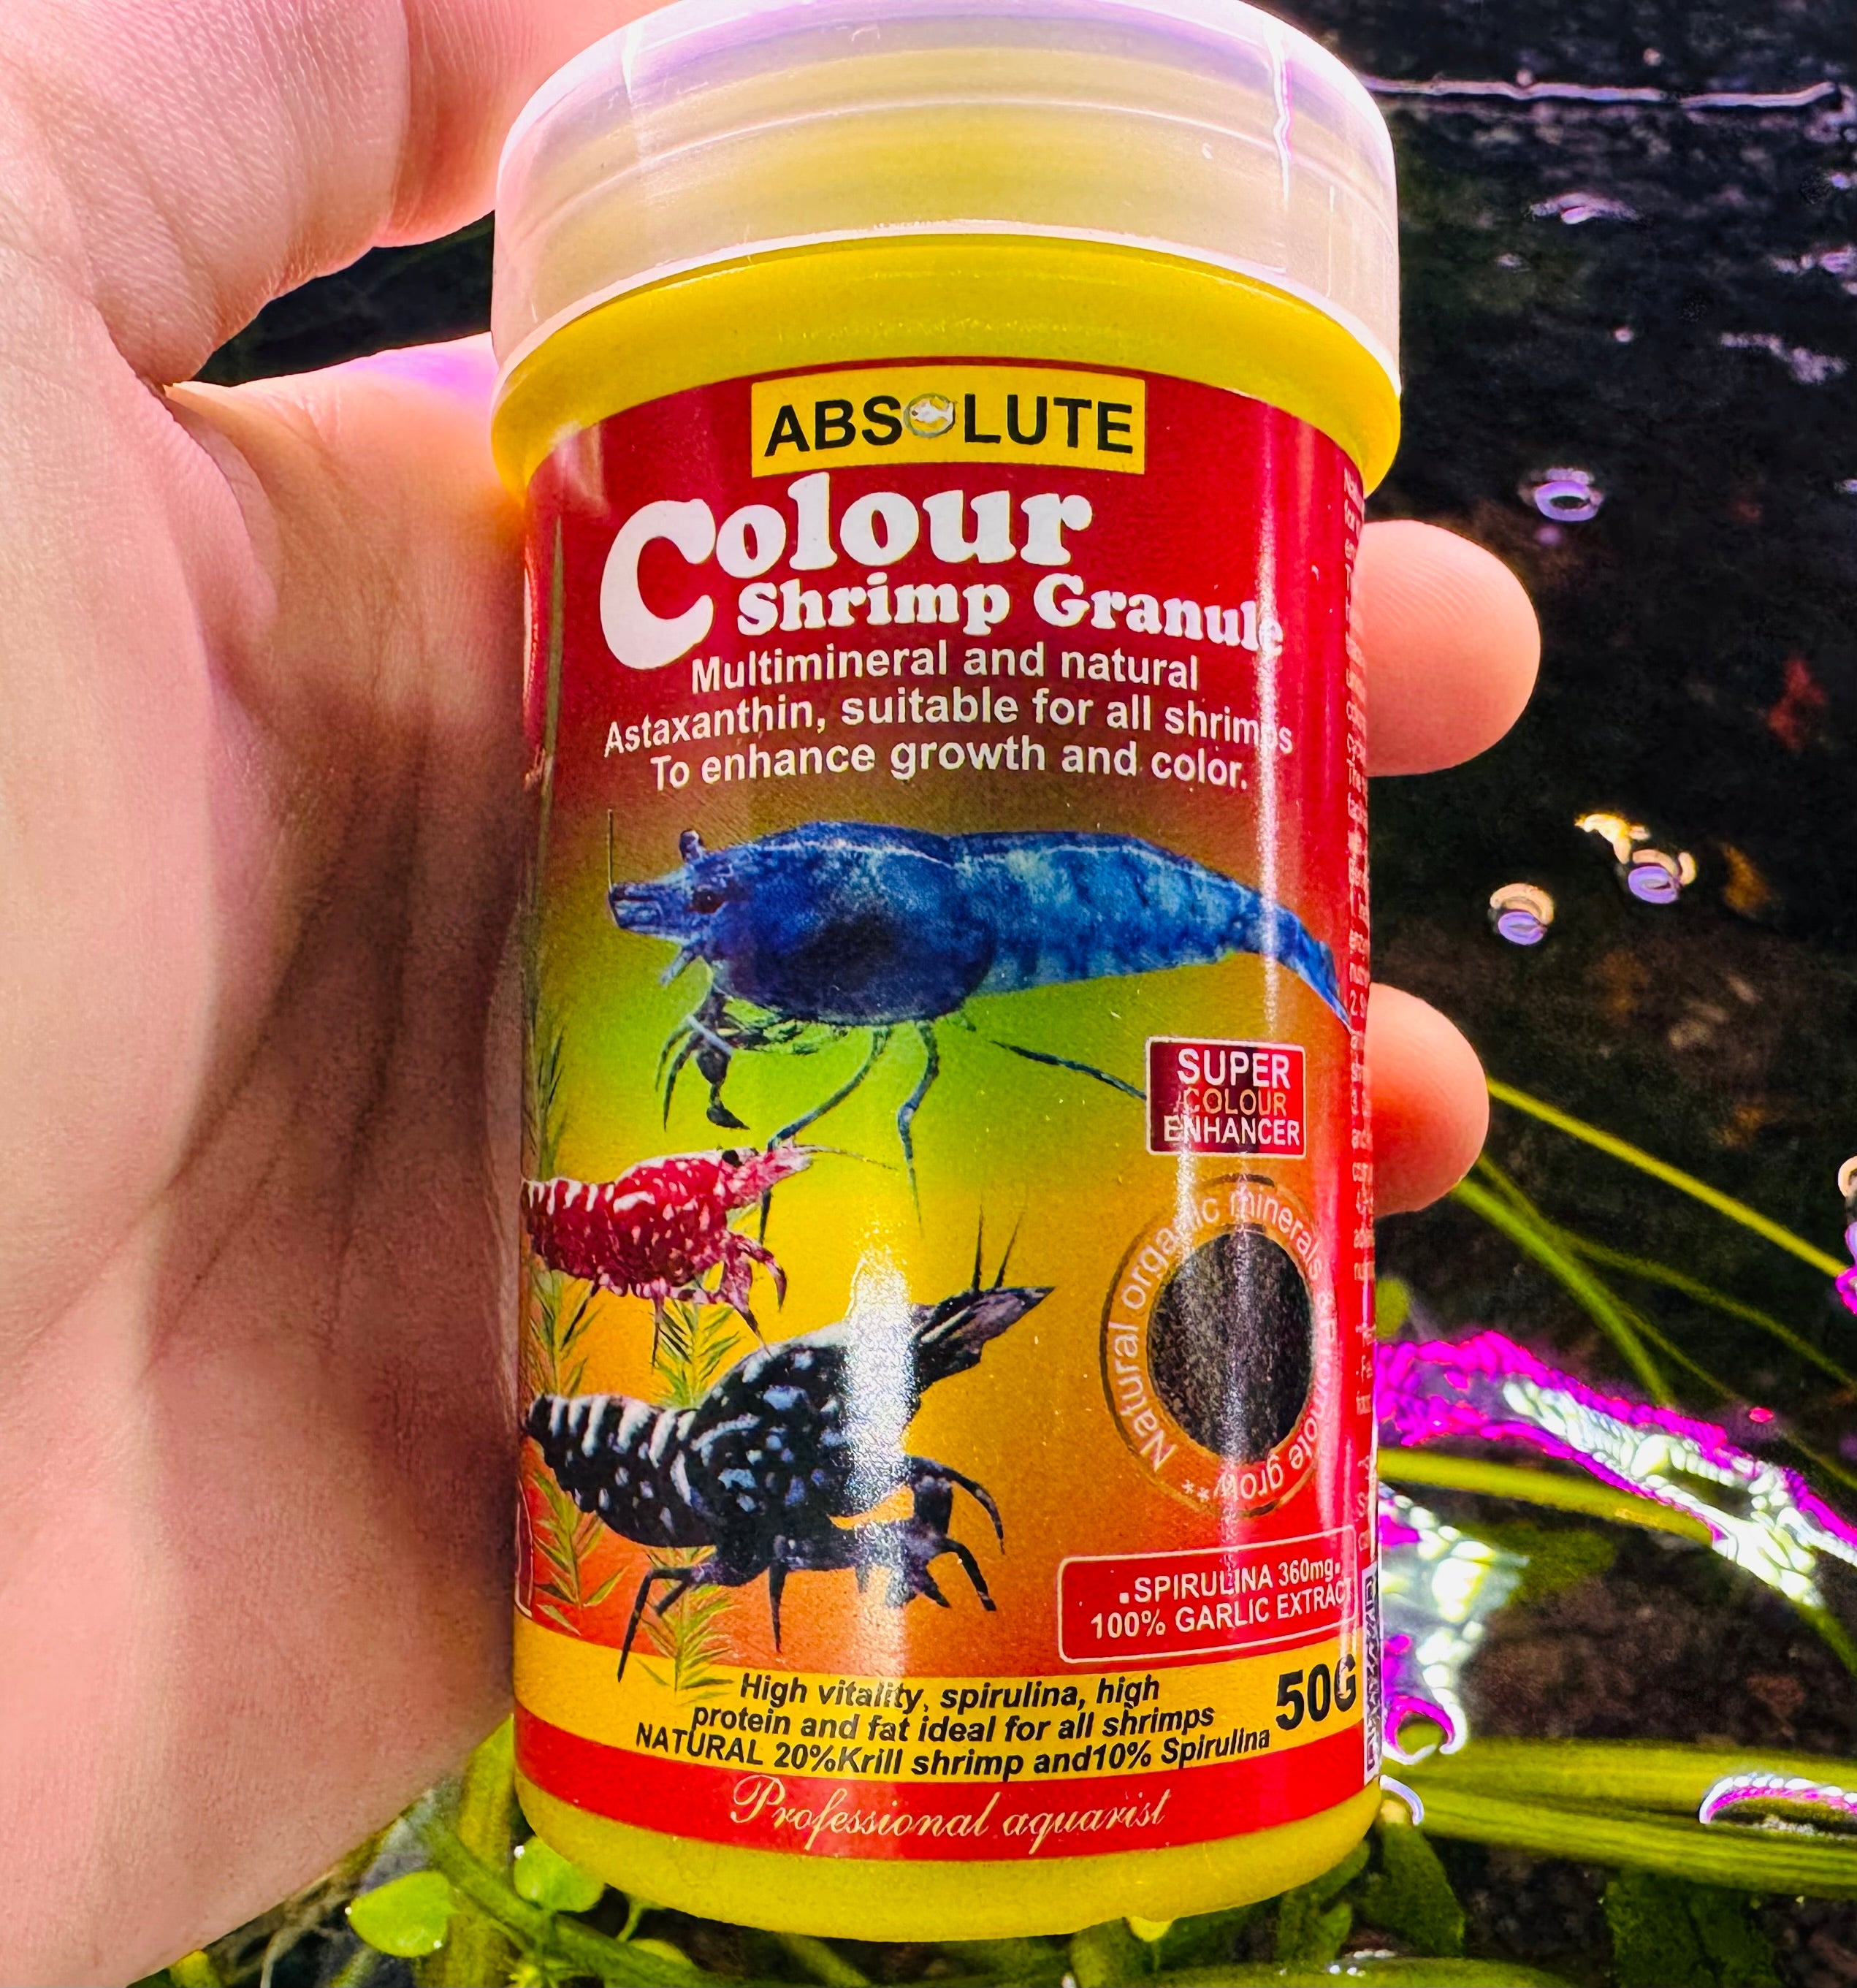 ABSOLUTE
Colour
Shrimp Granule
Multimineral and natural
Astaxanthin, suitable for all shrimps
To enhance growth and color.
SUPER
COLOUR
ENHANCER
Natural organic minerals
SPIRULINA 360mg
100% GARLIC EXTRACT
High vitality, spirulina, high
protein and fat ideal for all shrimps
NATURAL 20%Krill shrimp and10% Spirulina
50G
Professional aquarist